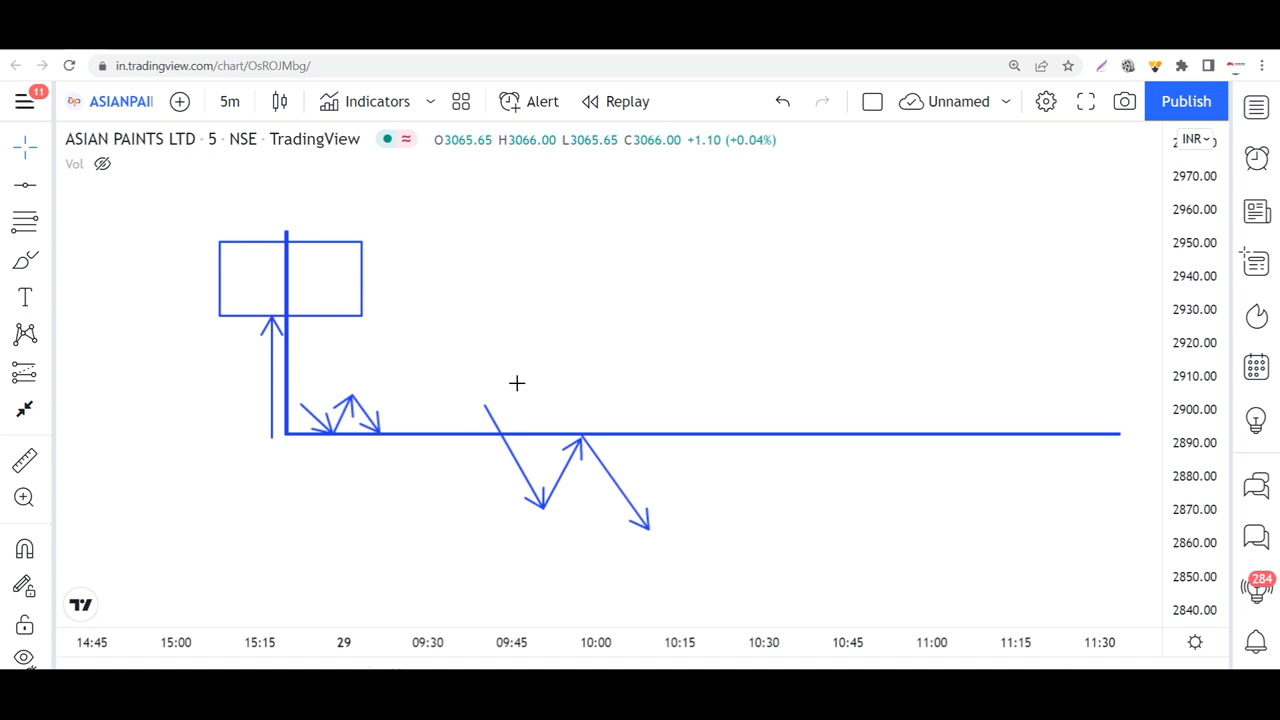 in.tradingview.com/chart/OsROJMbg/
11
ASIANPAI
5m
Indicators
Alert
Replay
Unnamed
Publish
ASIAN PAINTS LTD · 5 · NSE · TradingView
O3065.65 H3066.00 L3065.65 C3066.00 +1.10 (+0.04%)
Vol
INR
2970.00
2960.00
2950.00
2940.00
2930.00
2920.00
2910.00
2900.00
2890.00
2880.00
2870.00
2860.00
2850.00
2840.00
284
14:45 15:00 15:15 29 09:30 09:45 10:00 10:15 10:30 10:45 11:00 11:15 11:30